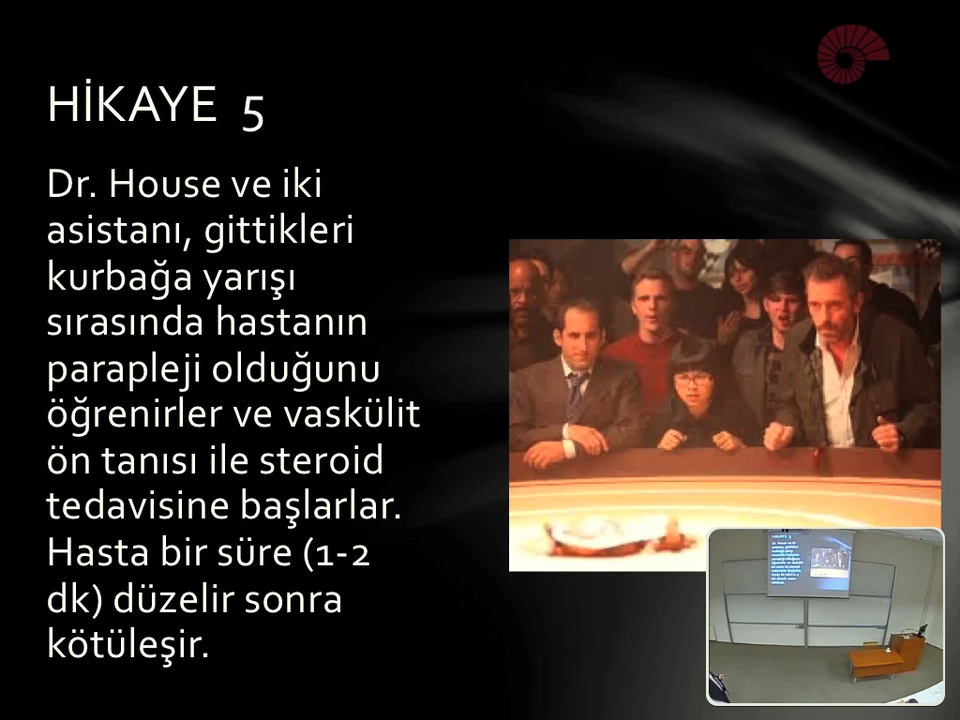 HİKAYE 5
Dr. House ve iki
asistanı, gittikleri
kurbağa yarışı
sırasında hastanın
parapleji olduğunu
öğrenirler ve vaskülit
ön tanısı ile steroid
tedavisine başlarlar.
Hasta bir süre (1-2
dk) düzelir sonra
kötüleşir.